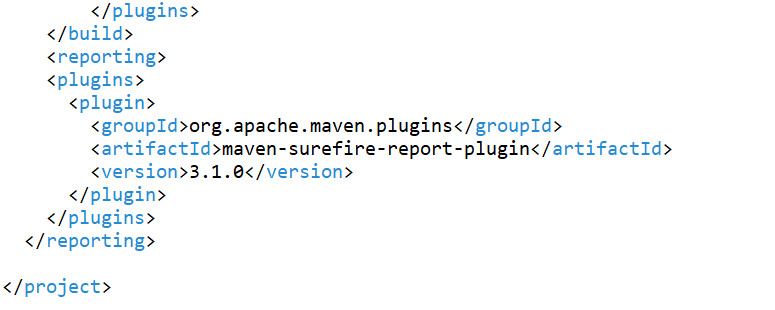 </plugins>
</build>
<reporting>
<plugins>
<plugin>
<groupId>org.apache.maven.plugins</groupId>
<artifactId>maven-surefire-report-plugin</artifactId>
<version>3.1.0</version>
</plugin>
</plugins>
</reporting>
</project>